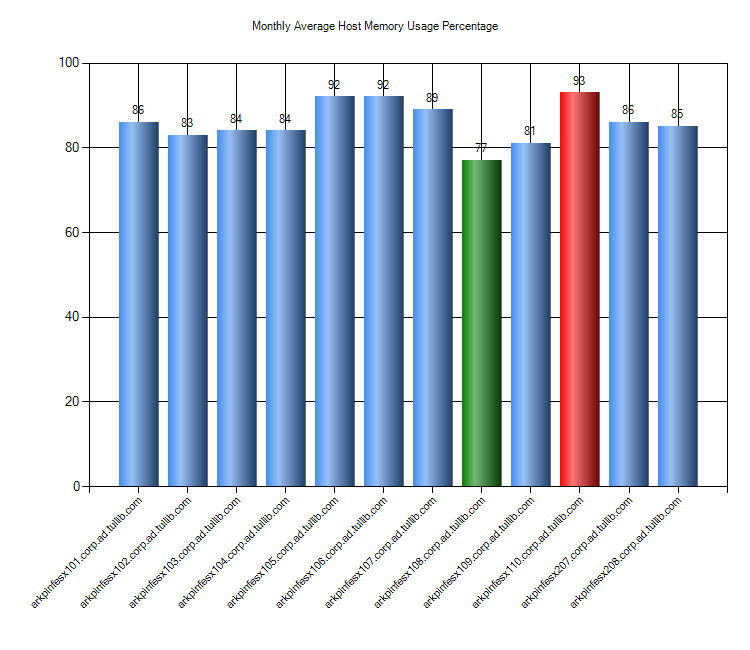 Monthly Average Host Memory Usage Percentage
100
80
60
40
20
0
86
83
84
84
92
92
89
77
81
93
86
85
arkpinfesx101.corp.ad.tullib.com
arkpinfesx102.corp.ad.tullib.com
arkpinfesx103.corp.ad.tullib.com
arkpinfesx104.corp.ad.tullib.com
arkpinfesx105.corp.ad.tullib.com
arkpinfesx106.corp.ad.tullib.com
arkpinfesx107.corp.ad.tullib.com
arkpinfesx108.corp.ad.tullib.com
arkpinfesx109.corp.ad.tullib.com
arkpinfesx110.corp.ad.tullib.com
arkpinfesx207.corp.ad.tullib.com
arkpinfesx208.corp.ad.tullib.com